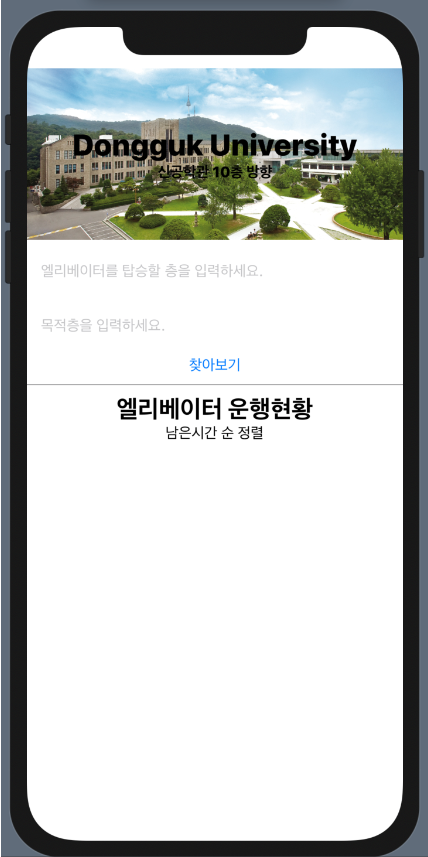 Dongguk University
신공학관 10층 방향
엘리베이터를 탑승할 층을 입력하세요.
목적층을 입력하세요.
찾아보기
엘리베이터 운행현황
남은시간 순 정렬